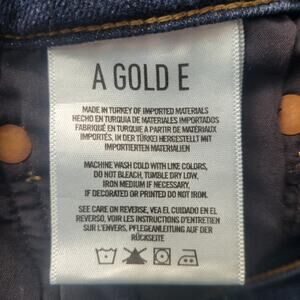 A GOLD E
MADE IN TURKEY OF IMPORTED MATERIALS
HECHO EN TURQUIA DE MATERIALES IMPORTADOS
FABRIQUÉ EN TURQUIE A PARTIR DE MATÉRIAUX
IMPORTÉS, IN DER TÜRKEI HERGESTELLT MIT
IMPORTIERTEN MATERIALIEN
MACHINE WASH COLD WITH LIKE COLORS,
DO NOT BLEACH, TUMBLE DRY LOW,
IRON MEDIUM IF NECESSARY,
IF DECORATED OR PRINTED DO NOT IRON.
SEE CARE ON REVERSE, VEA EL CUIDADO EN EL
REVERSO, VOIR LES INSTRUCTIONS D'ENTRETIEN
SUR L'ENVERS, PFLEGEANLEITUNG AUF DER
RÜCKSEITE